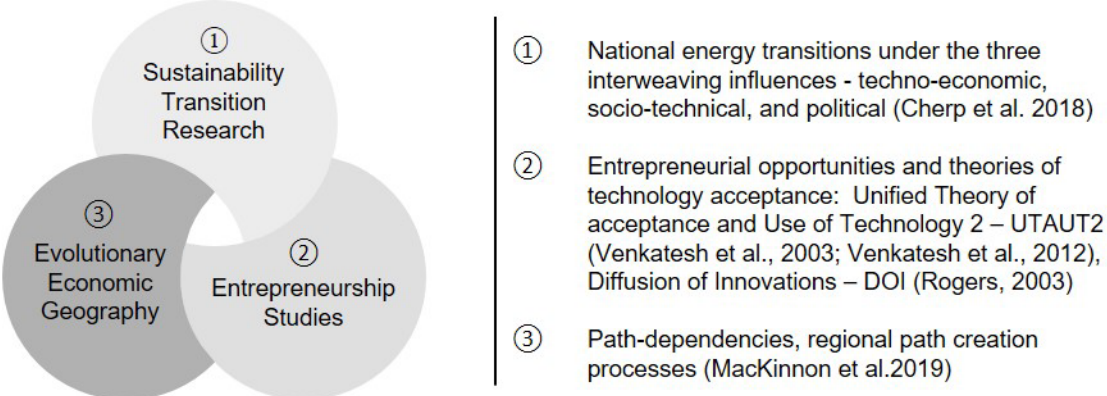 ①
Sustainability
Transition
Research
③
Evolutionary
Economic
Geography
②
Entrepreneurship
Studies
① National energy transitions under the three
interweaving influences - techno-economic,
socio-technical, and political (Cherp et al. 2018)
② Entrepreneurial opportunities and theories of
technology acceptance: Unified Theory of
acceptance and Use of Technology 2 – UTAUT2
(Venkatesh et al., 2003; Venkatesh et al., 2012),
Diffusion of Innovations – DOI (Rogers, 2003)
③ Path-dependencies, regional path creation
processes (MacKinnon et al.2019)